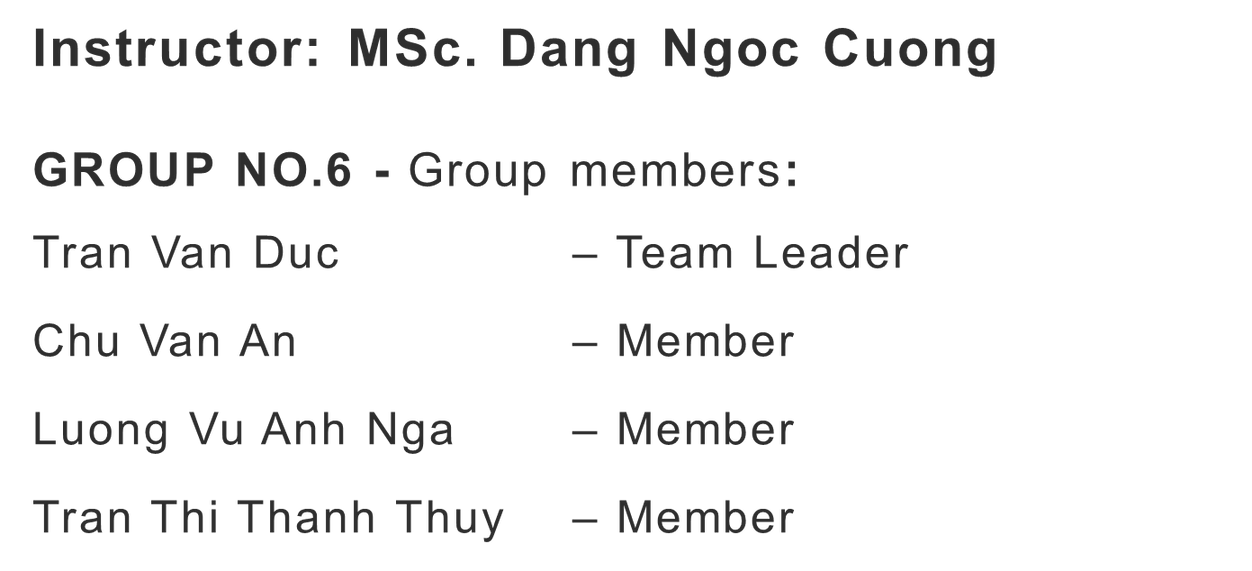 Instructor: MSc. Dang Ngoc Cuong
GROUP NO.6 - Group members:
Tran Van Duc – Team Leader
Chu Van An – Member
Luong Vu Anh Nga – Member
Tran Thi Thanh Thuy – Member